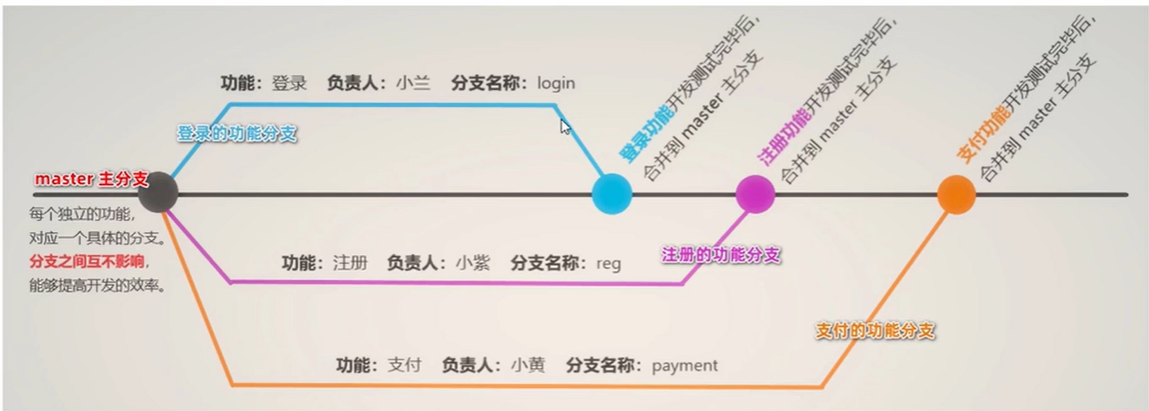 功能：登录 负责人：小兰 分支名称：login
登录的功能分支
登录功能开发测试完毕后，
合并到 master 主分支
注册功能开发测试完毕后，
合并到 master 主分支
支付功能开发测试完毕后，
合并到 master 主分支
master 主分支
每个独立的功能，
对应一个具体的分支。
分支之间互不影响，
能够提高开发的效率。
功能：注册 负责人：小紫 分支名称：reg
注册的功能分支
支付的功能分支
功能：支付 负责人：小黄 分支名称：payment